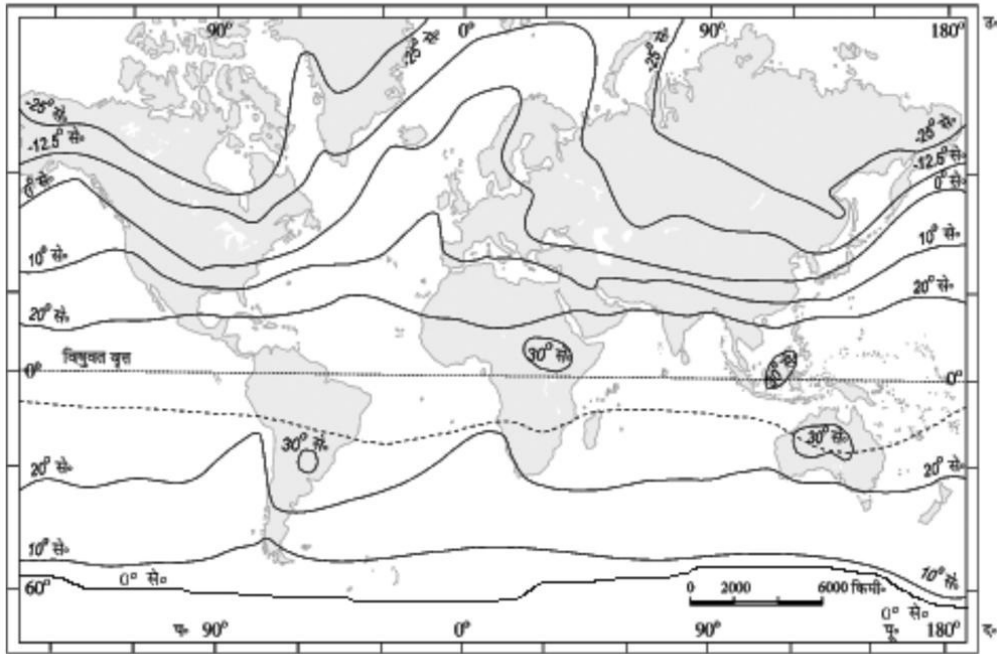 90° 0° 90° 180° उ॰
-25° से॰
-25° से॰
-25° से॰ -25° से॰
-12.5° से॰ -12.5° से॰
0° से॰ 0° से॰
10° से॰ 10° से॰
20° से॰ 20° से॰
विषुवत वृत्त
30° से॰
0° 0°
30° से॰ 30° से॰
20° से॰ 20° से॰
10° से॰ 10° से॰
60° 0° से॰
0 2000 6000 किमी॰
0° से॰
प॰ 90° 0° 90° पू॰ 180° द॰